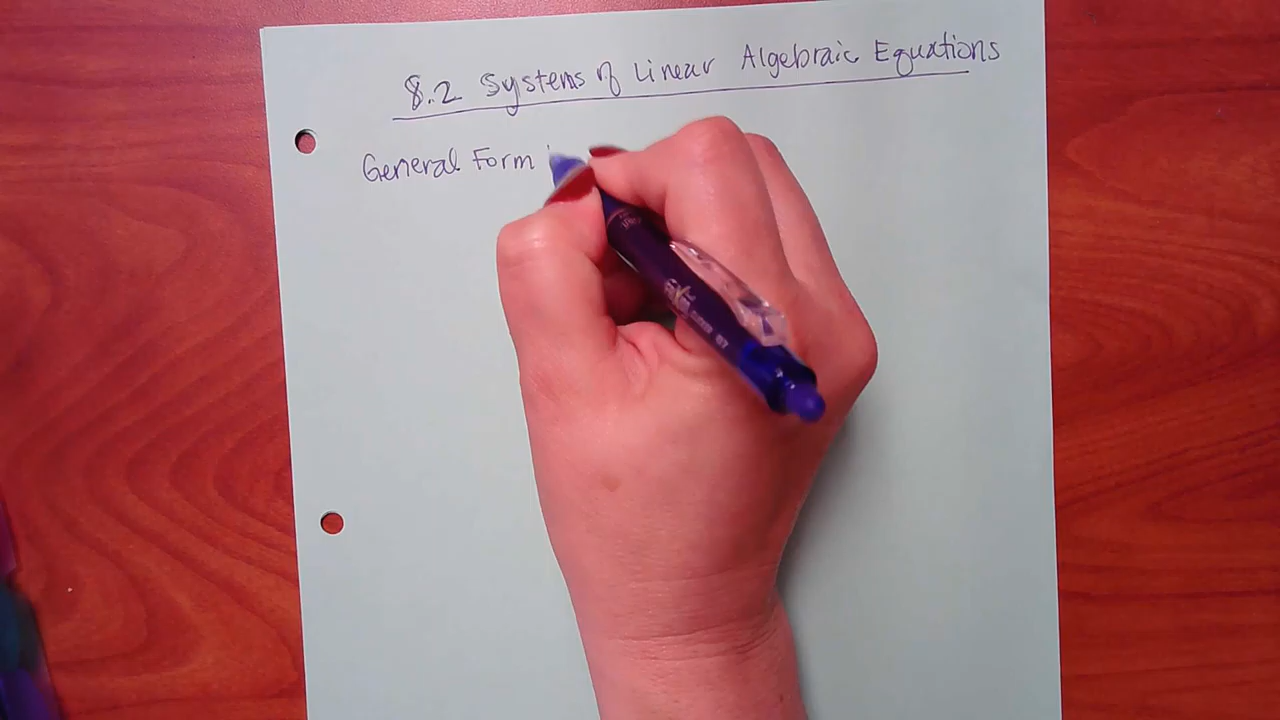 8.2 Systems of Linear Algebraic Equations
General Form